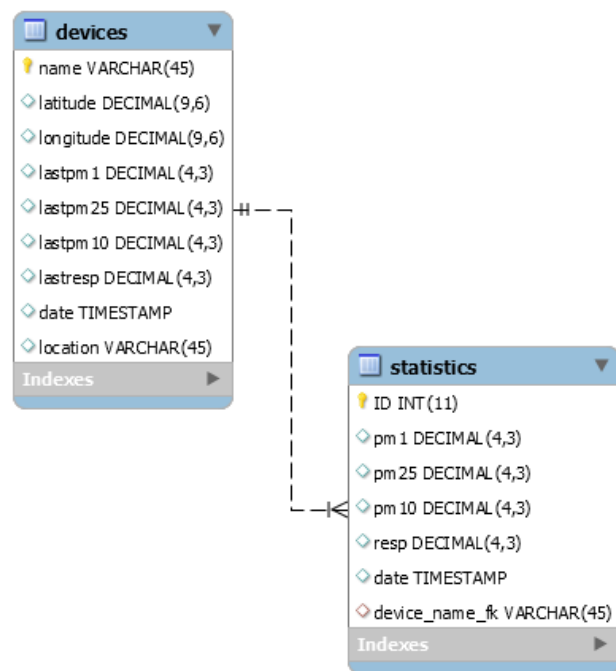 devices
name VARCHAR(45)
latitude DECIMAL(9,6)
longitude DECIMAL(9,6)
lastpm1 DECIMAL(4,3)
lastpm25 DECIMAL(4,3)
lastpm10 DECIMAL(4,3)
lastresp DECIMAL(4,3)
date TIMESTAMP
location VARCHAR(45)
Indexes
statistics
ID INT(11)
pm1 DECIMAL(4,3)
pm25 DECIMAL(4,3)
pm10 DECIMAL(4,3)
resp DECIMAL(4,3)
date TIMESTAMP
device_name_fk VARCHAR(45)
Indexes